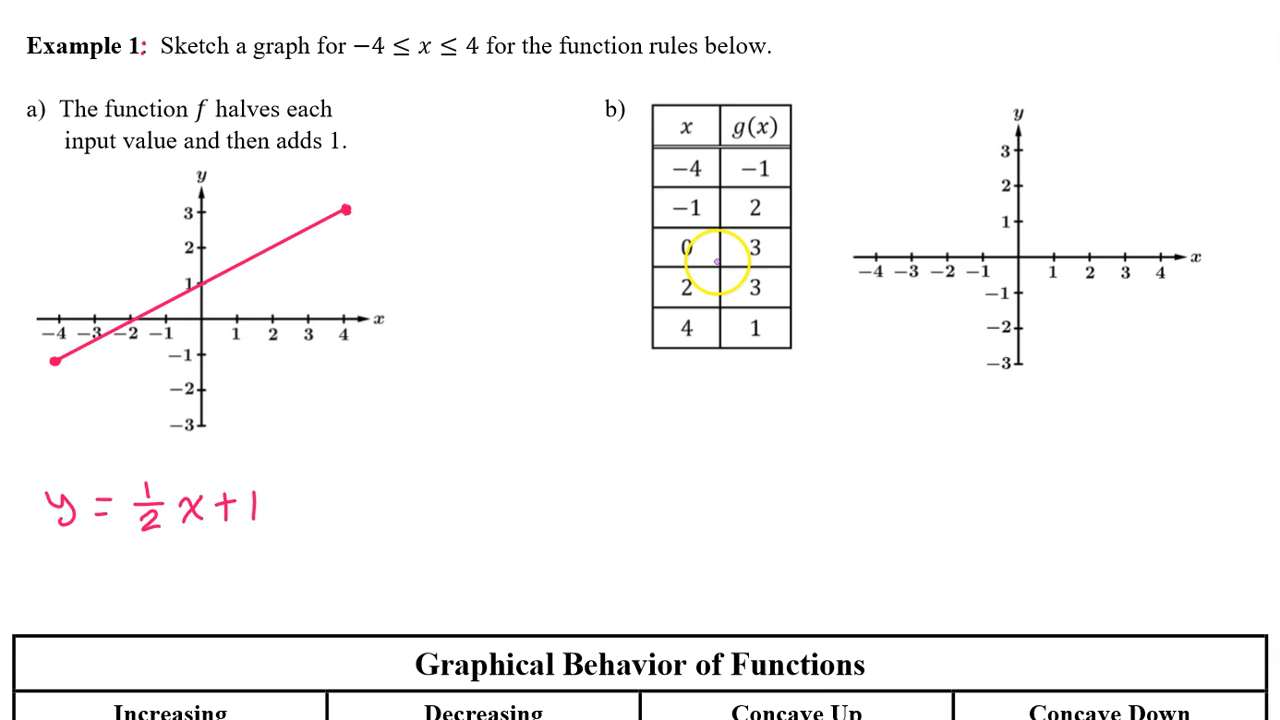 Example 1: Sketch a graph for −4 ≤ x ≤ 4 for the function rules below.
a) The function f halves each
input value and then adds 1.
y
3
2
1
−4 −3 −2 −1 1 2 3 4 x
−1
−2
−3
y = 1/2 x + 1
b)
x g(x)
−4 −1
−1 2
0 3
2 3
4 1
y
3
2
1
−4 −3 −2 −1 1 2 3 4 x
−1
−2
−3
Graphical Behavior of Functions
Increasing Decreasing Concave Up Concave Down